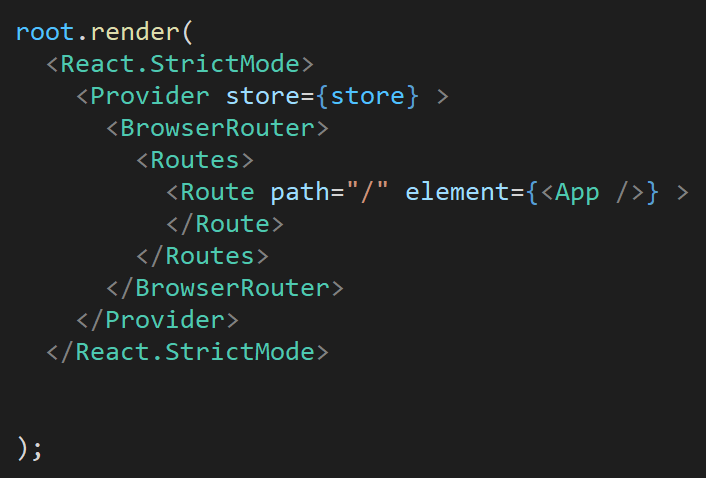 root.render(
  <React.StrictMode>
    <Provider store={store} >
      <BrowserRouter>
        <Routes>
          <Route path="/" element={<App />} >
          </Route>
        </Routes>
      </BrowserRouter>
    </Provider>
  </React.StrictMode>
);